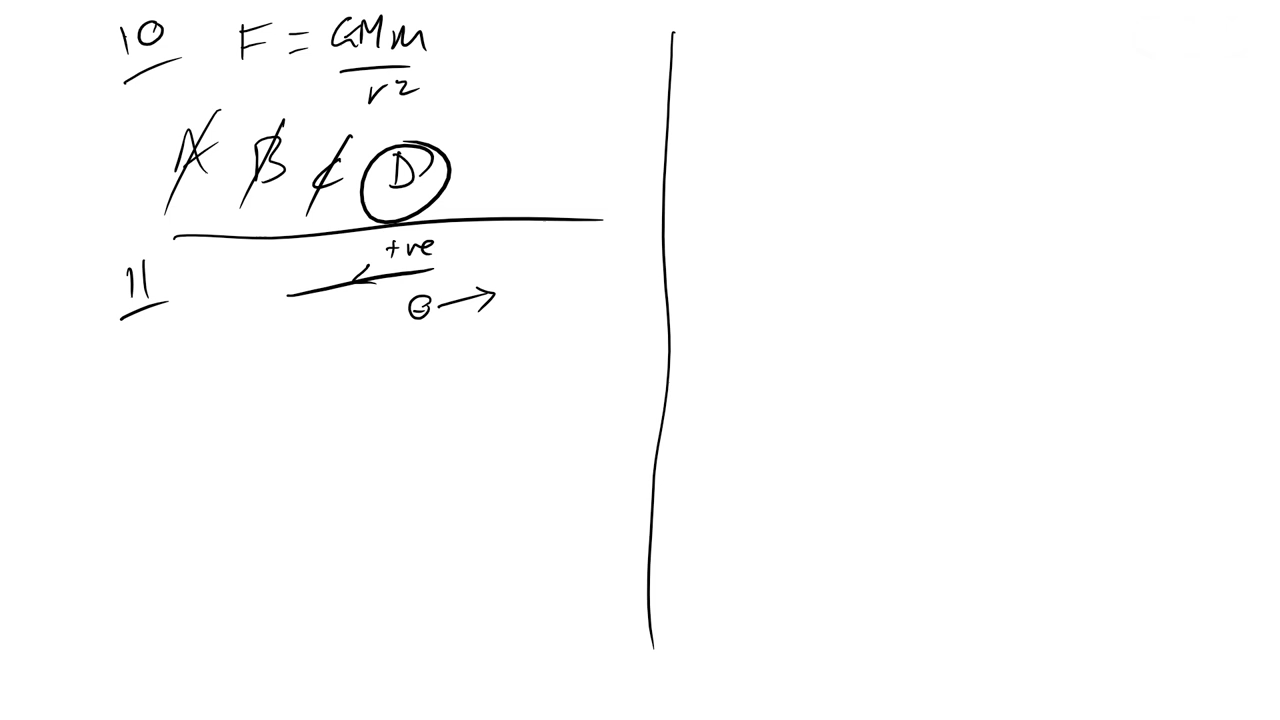 10 F = GMm
r2
A B C D
+ve
11
⊖ →